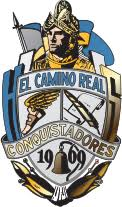 H S
EL CAMINO REAL
CONQUISTADORES
19 69